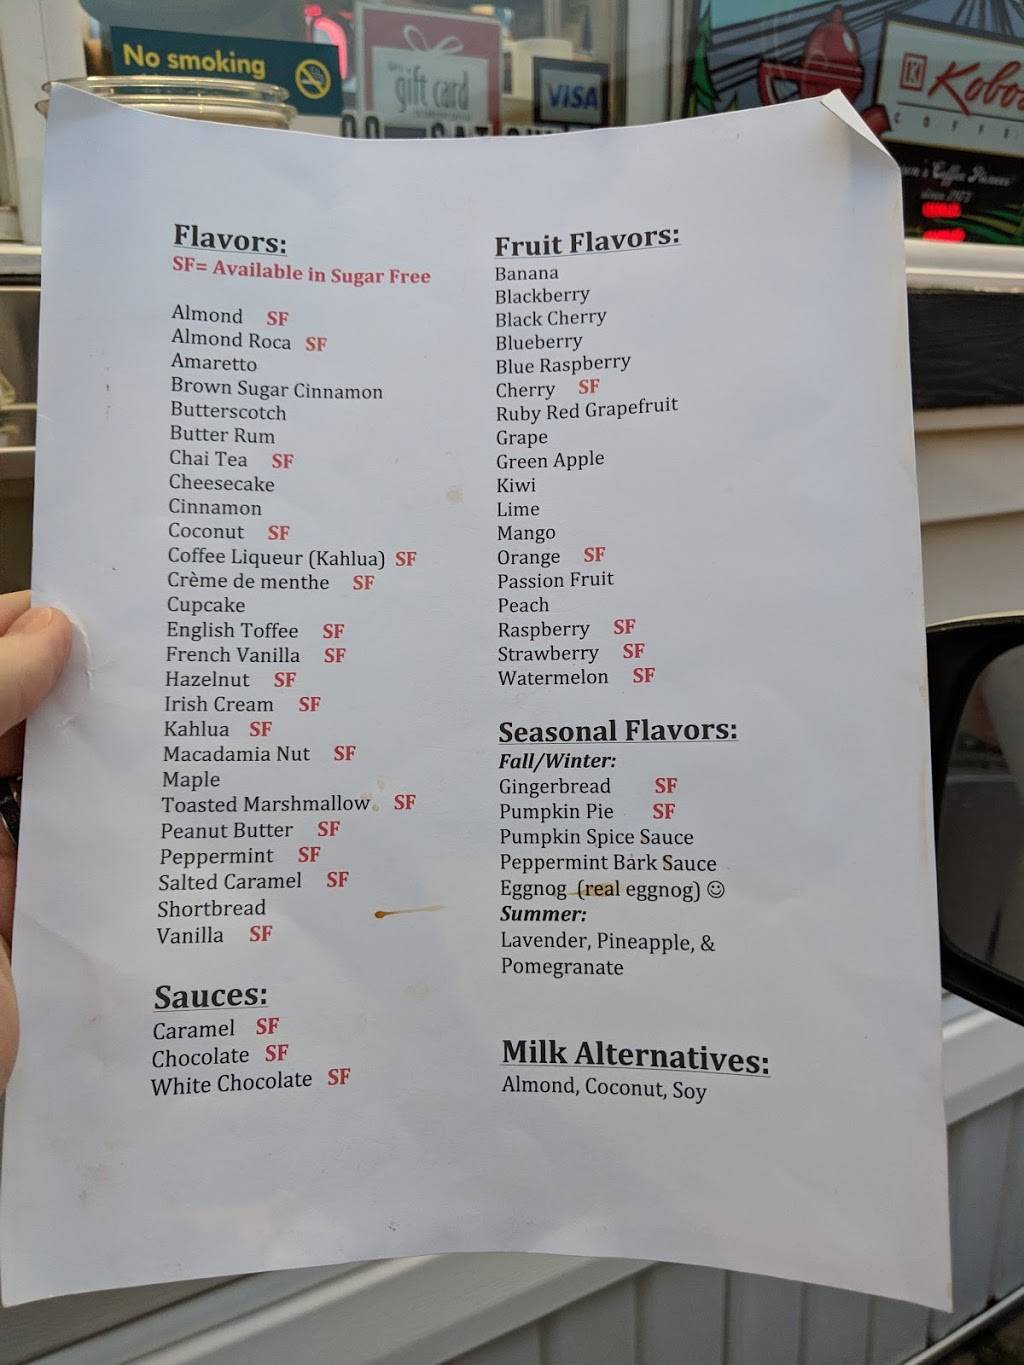 No smoking
gift card
VISA
Kobos
COFFEE
since 1973
Flavors:
SF= Available in Sugar Free
Almond SF
Almond Roca SF
Amaretto
Brown Sugar Cinnamon
Butterscotch
Butter Rum
Chai Tea SF
Cheesecake
Cinnamon
Coconut SF
Coffee Liqueur (Kahlua) SF
Crème de menthe SF
Cupcake
English Toffee SF
French Vanilla SF
Hazelnut SF
Irish Cream SF
Kahlua SF
Macadamia Nut SF
Maple
Toasted Marshmallow SF
Peanut Butter SF
Peppermint SF
Salted Caramel SF
Shortbread
Vanilla SF
Sauces:
Caramel SF
Chocolate SF
White Chocolate SF
Fruit Flavors:
Banana
Blackberry
Black Cherry
Blueberry
Blue Raspberry
Cherry SF
Ruby Red Grapefruit
Grape
Green Apple
Kiwi
Lime
Mango
Orange SF
Passion Fruit
Peach
Raspberry SF
Strawberry SF
Watermelon SF
Seasonal Flavors:
Fall/Winter:
Gingerbread SF
Pumpkin Pie SF
Pumpkin Spice Sauce
Peppermint Bark Sauce
Eggnog (real eggnog) ☺
Summer:
Lavender, Pineapple, &
Pomegranate
Milk Alternatives:
Almond, Coconut, Soy